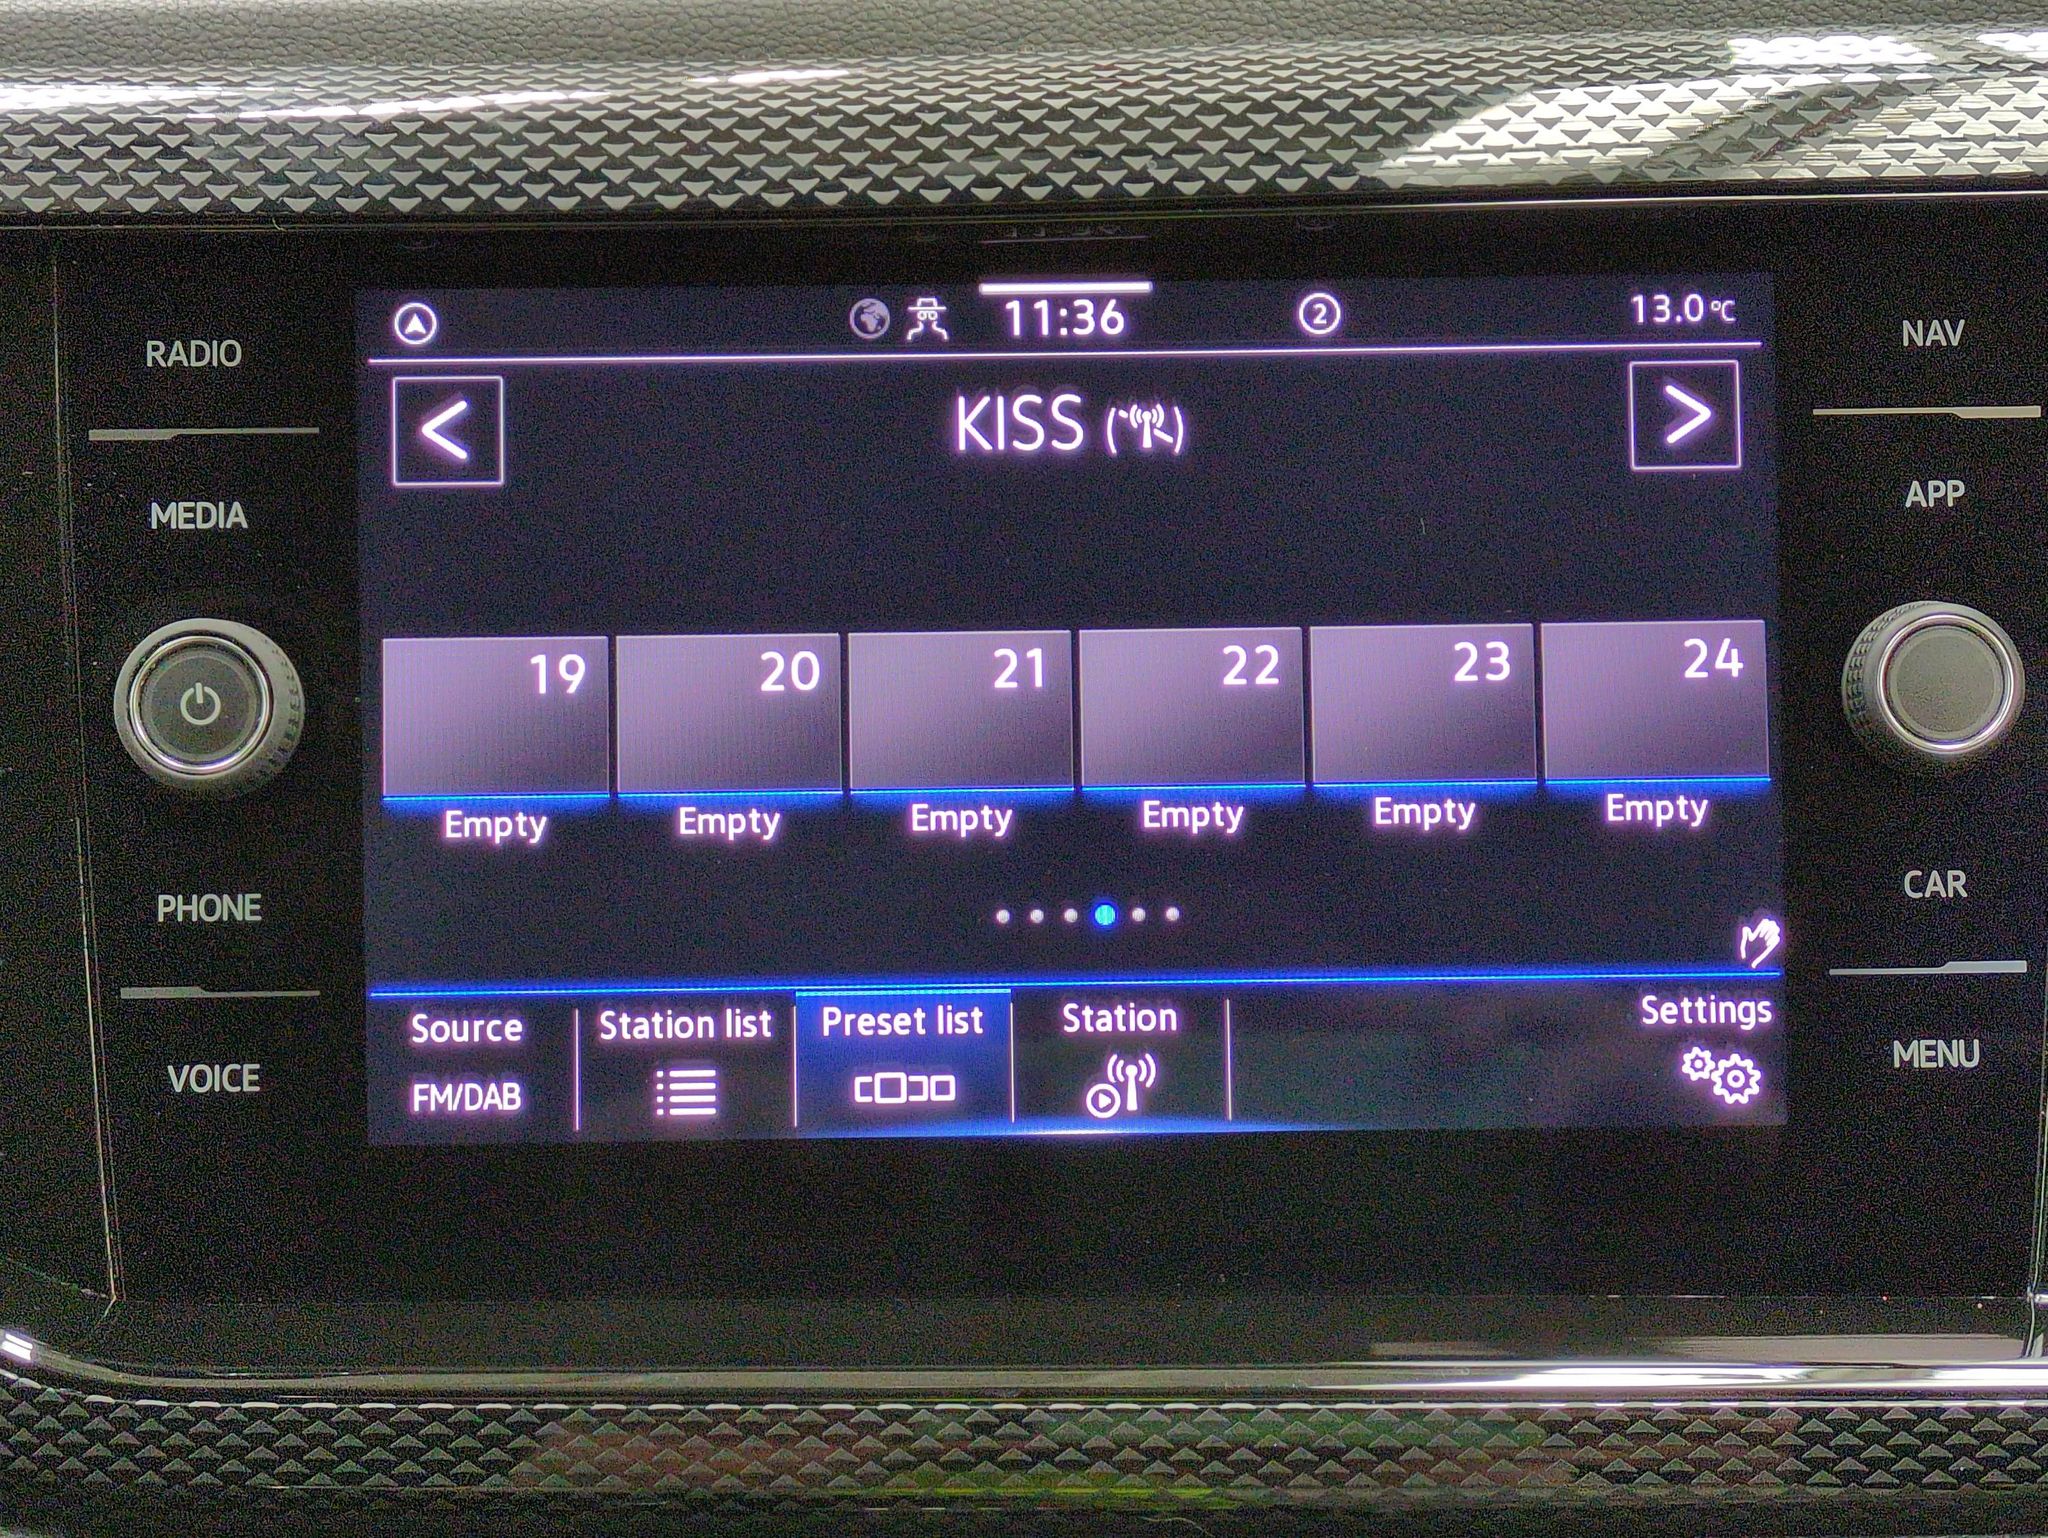 11:36
2
13.0 °C
RADIO
NAV
<
KISS
>
MEDIA
APP
19 20 21 22 23 24
Empty Empty Empty Empty Empty Empty
PHONE
CAR
Source Station list Preset list Station Settings
FM/DAB
VOICE
MENU